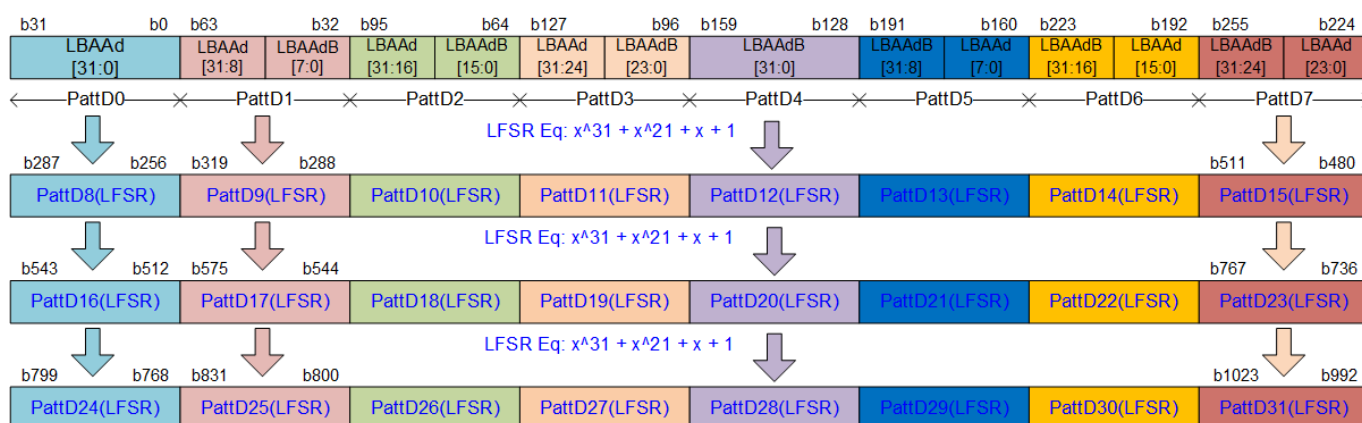 b31 b0 b63 b32 b95 b64 b127 b96 b159 b128 b191 b160 b223 b192 b255 b224
LBAAd LBAAd LBAAdB LBAAd LBAAdB LBAAd LBAAdB LBAAdB LBAAdB LBAAd LBAAdB LBAAd LBAAdB LBAAd
[31:0] [31:8] [7:0] [31:16] [15:0] [31:24] [23:0] [31:0] [31:8] [7:0] [31:16] [15:0] [31:24] [23:0]
PattD0 PattD1 PattD2 PattD3 PattD4 PattD5 PattD6 PattD7
LFSR Eq: x^31 + x^21 + x + 1
b287 b256 b319 b288 b511 b480
PattD8(LFSR) PattD9(LFSR) PattD10(LFSR) PattD11(LFSR) PattD12(LFSR) PattD13(LFSR) PattD14(LFSR) PattD15(LFSR)
LFSR Eq: x^31 + x^21 + x + 1
b543 b512 b575 b544 b767 b736
PattD16(LFSR) PattD17(LFSR) PattD18(LFSR) PattD19(LFSR) PattD20(LFSR) PattD21(LFSR) PattD22(LFSR) PattD23(LFSR)
LFSR Eq: x^31 + x^21 + x + 1
b799 b768 b831 b800 b1023 b992
PattD24(LFSR) PattD25(LFSR) PattD26(LFSR) PattD27(LFSR) PattD28(LFSR) PattD29(LFSR) PattD30(LFSR) PattD31(LFSR)